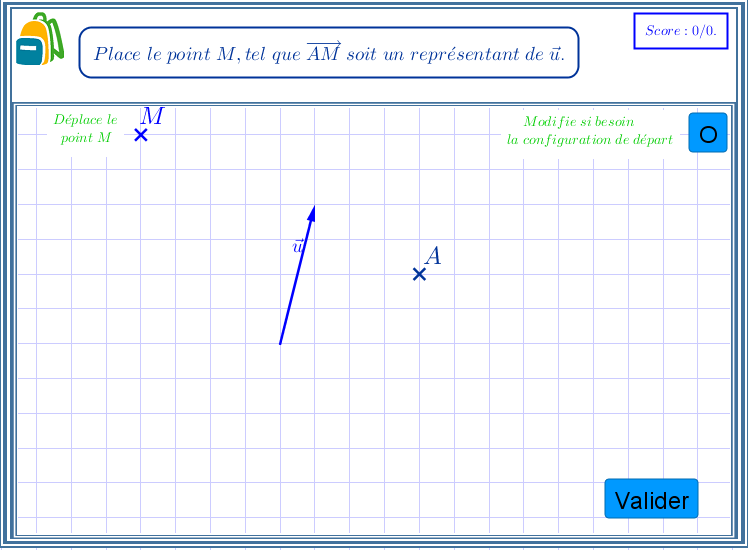 Place le point M, tel que \overrightarrow{AM} soit un représentant de \vec{u}.
Score : 0/0.
Déplace le
point M
M
Modifie si besoin
la configuration de départ
O
\vec{u}
A
Valider